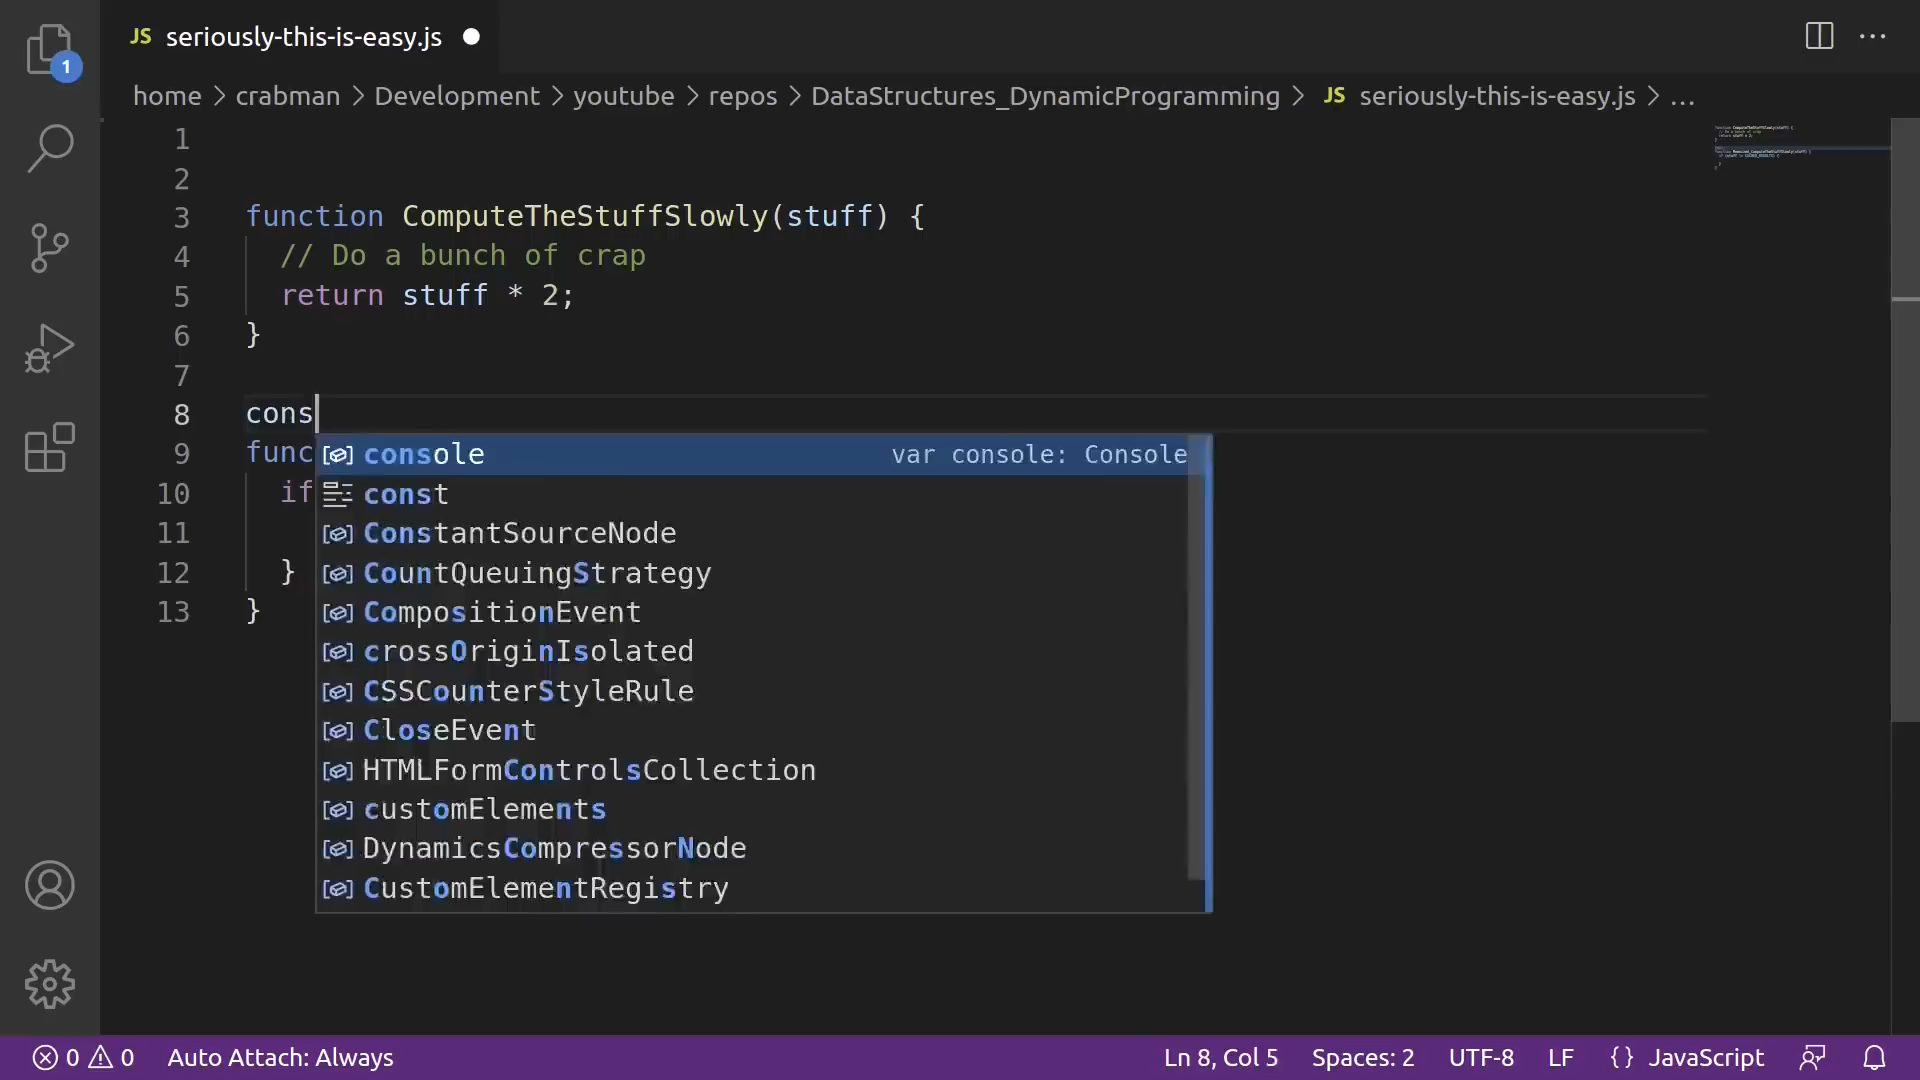 JS seriously-this-is-easy.js
home > crabman > Development > youtube > repos > DataStructures_DynamicProgramming > JS seriously-this-is-easy.js > ...
1
1
2
3 function ComputeTheStuffSlowly(stuff) {
4 // Do a bunch of crap
5 return stuff * 2;
6 }
7
8 cons
9 func
console var console: Console
10 if
const
11
ConstantSourceNode
12 }
CountQueuingStrategy
13 }
CompositionEvent
crossOriginIsolated
CSSCounterStyleRule
CloseEvent
HTMLFormControlsCollection
customElements
DynamicsCompressorNode
CustomElementRegistry
0 0 Auto Attach: Always Ln 8, Col 5 Spaces: 2 UTF-8 LF {} JavaScript